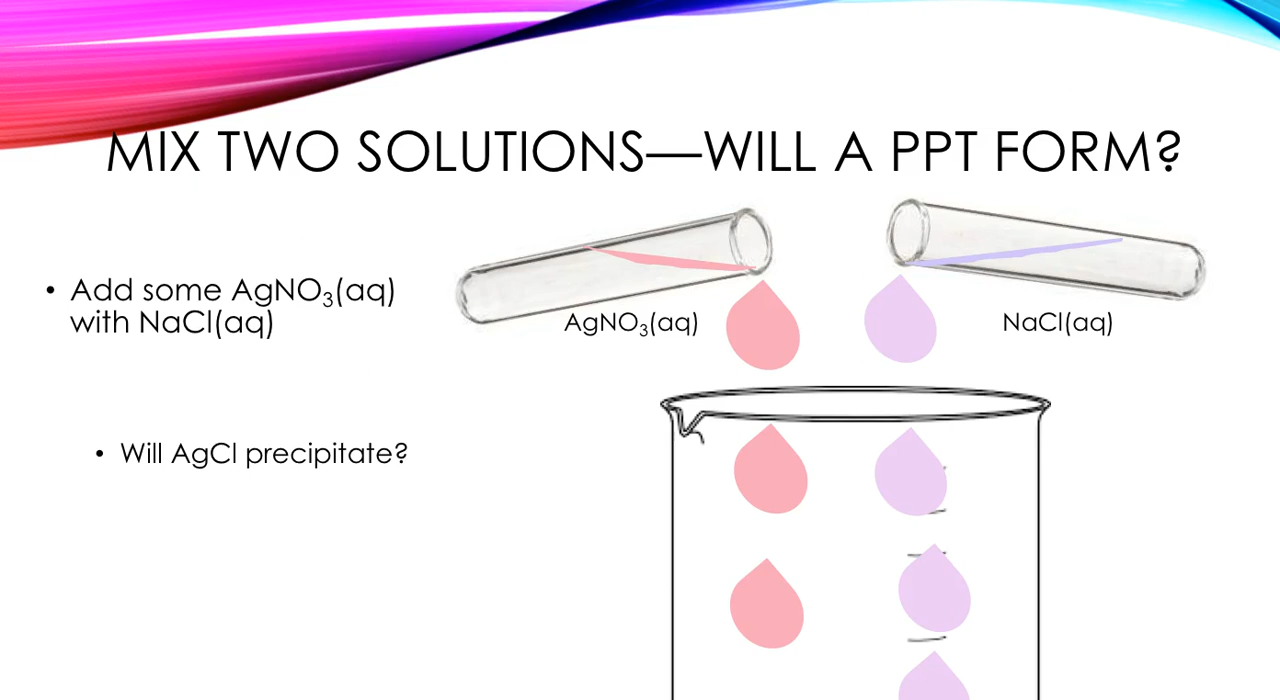 MIX TWO SOLUTIONS—WILL A PPT FORM?
• Add some AgNO₃(aq)
with NaCl(aq)
AgNO₃(aq)
NaCl(aq)
• Will AgCl precipitate?